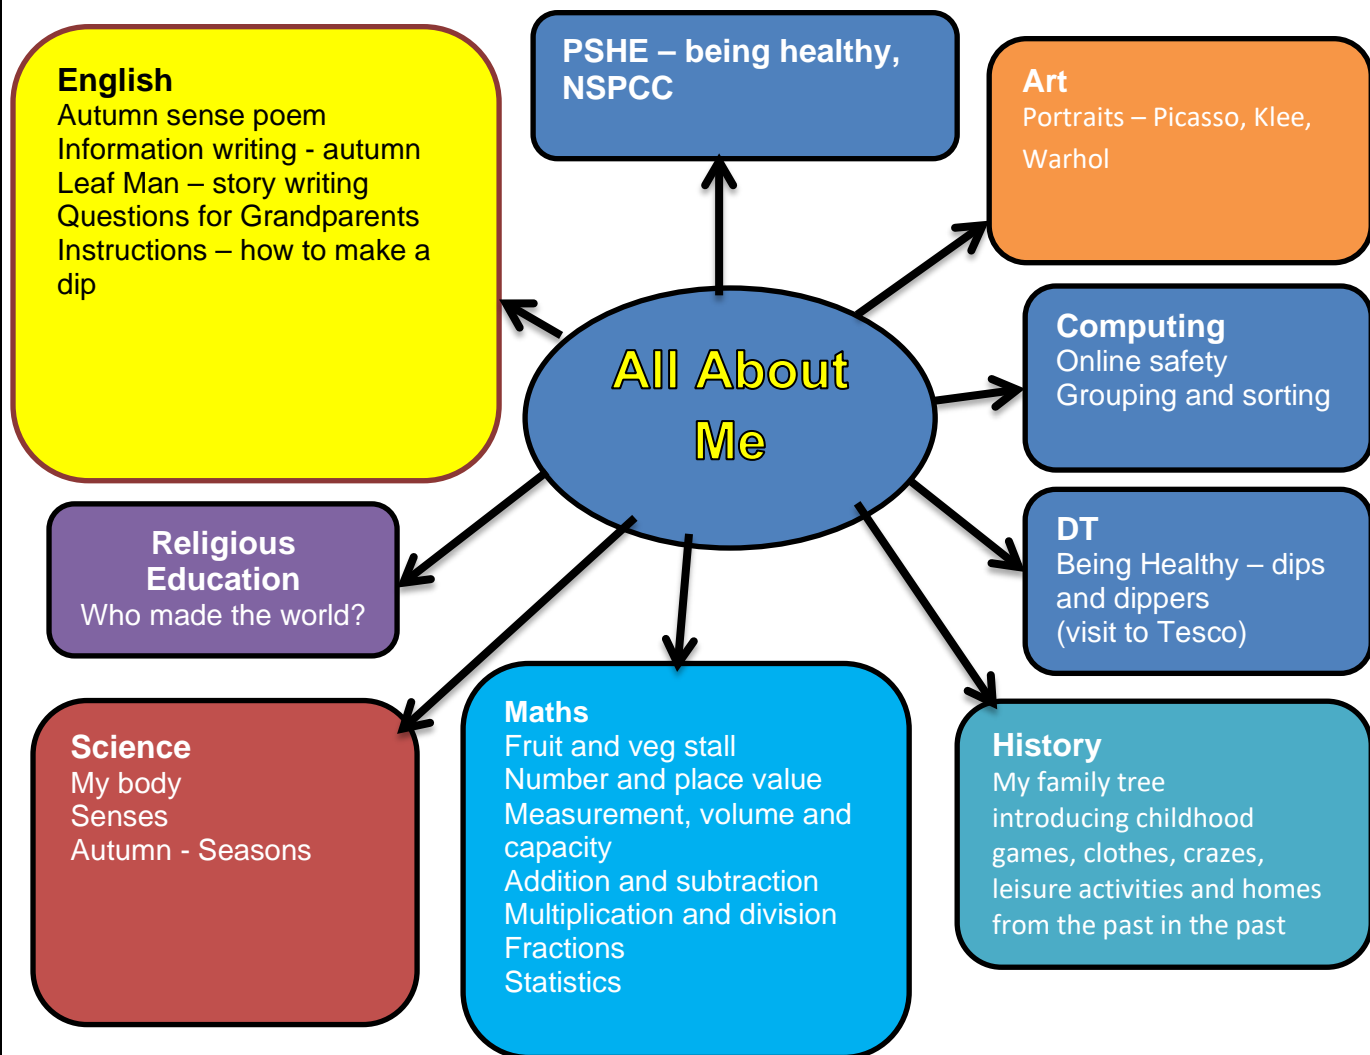 English
Autumn sense poem
Information writing - autumn
Leaf Man – story writing
Questions for Grandparents
Instructions – how to make a
dip
PSHE – being healthy,
NSPCC
Art
Portraits – Picasso, Klee,
Warhol
All About
Me
Computing
Online safety
Grouping and sorting
DT
Being Healthy – dips
and dippers
(visit to Tesco)
Religious
Education
Who made the world?
Science
My body
Senses
Autumn - Seasons
Maths
Fruit and veg stall
Number and place value
Measurement, volume and
capacity
Addition and subtraction
Multiplication and division
Fractions
Statistics
History
My family tree
introducing childhood
games, clothes, crazes,
leisure activities and homes
from the past in the past